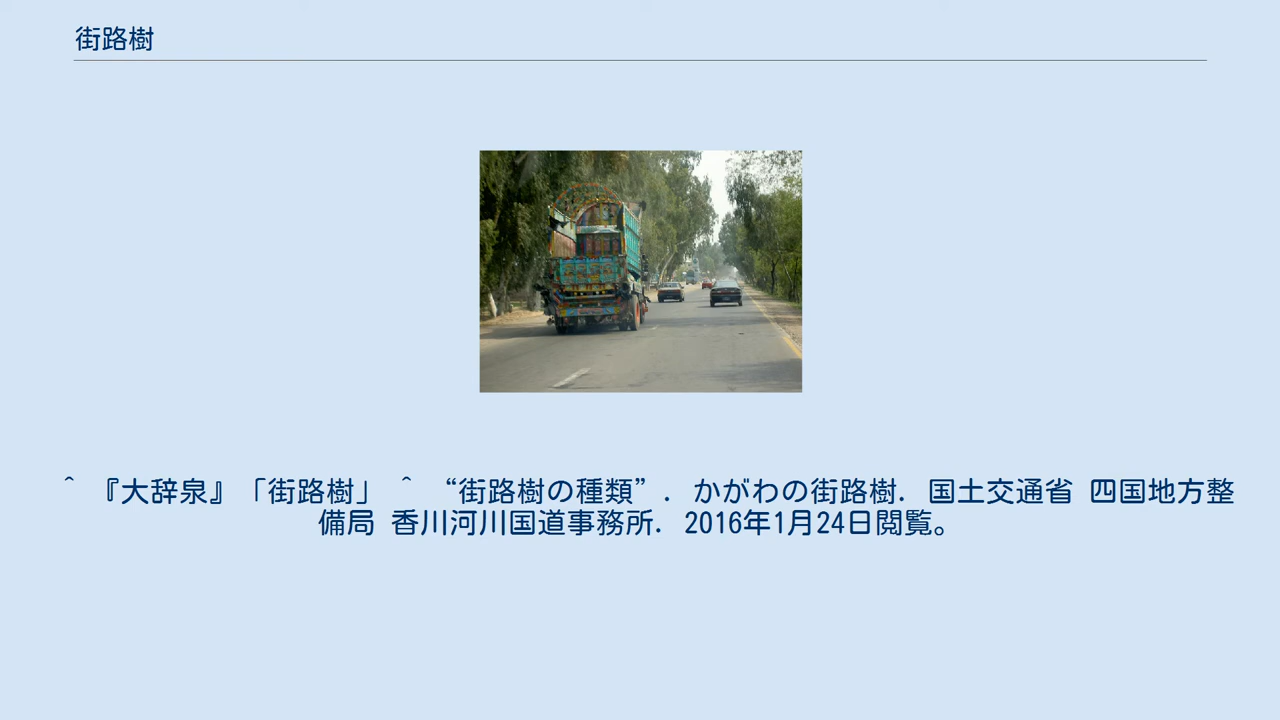 街路樹
^ 『大辞泉』「街路樹」 ^ “街路樹の種類”. かがわの街路樹. 国土交通省 四国地方整
備局 香川河川国道事務所. 2016年1月24日閲覧。